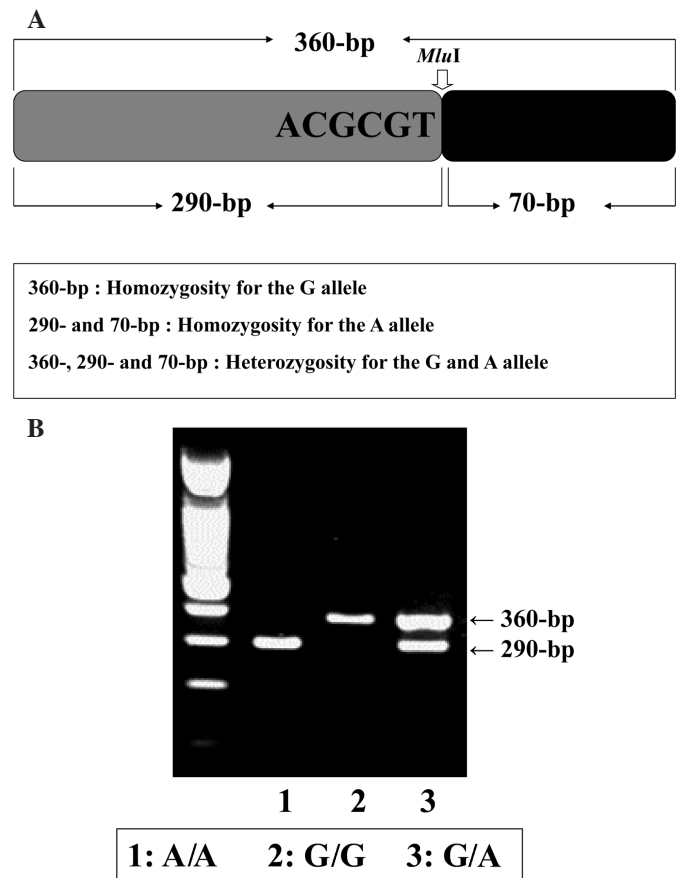 A
360-bp
MluI
ACGCGT
290-bp
70-bp
360-bp : Homozygosity for the G allele
290- and 70-bp : Homozygosity for the A allele
360-, 290- and 70-bp : Heterozygosity for the G and A allele
B
← 360-bp
← 290-bp
1 2 3
1: A/A 2: G/G 3: G/A